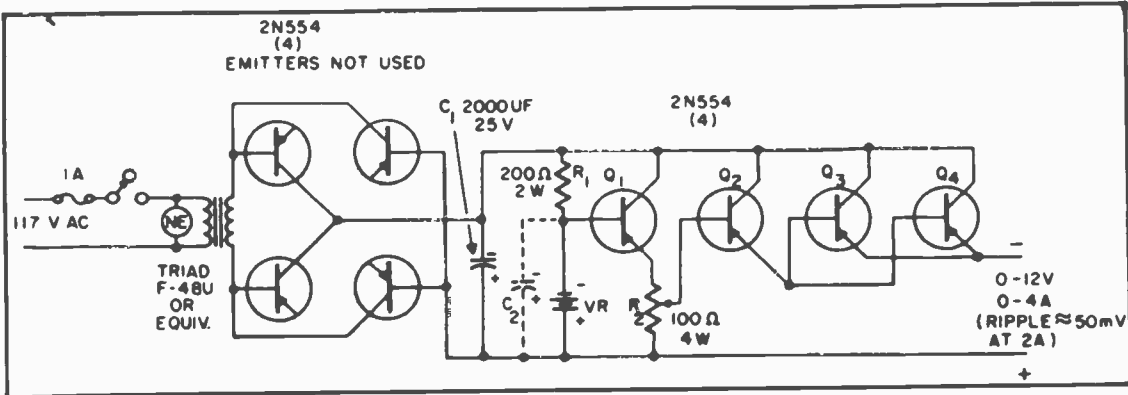 2N554
(4)
EMITTERS NOT USED
C1 2000UF
25V
2N554
(4)
1A
117 V AC
NE
TRIAD
F-48U
OR
EQUIV.
200Ω
2W
R1
Q1
Q2
Q3
Q4
- 
+
C2
-
+
-
+
VR
R2
100Ω
4W
-
0-12V
0-4A
(RIPPLE≈50mV
AT 2A)
+